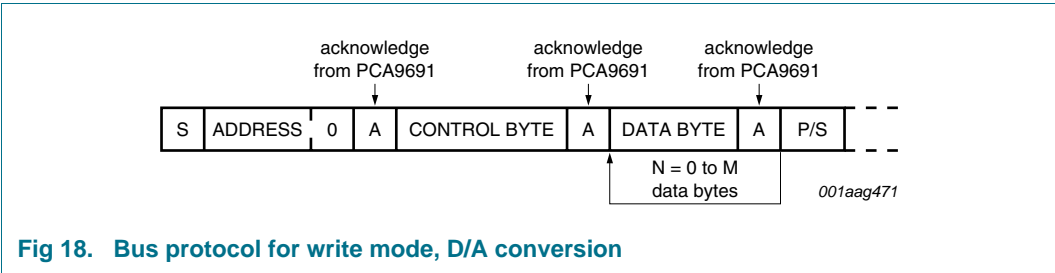 acknowledge acknowledge acknowledge
from PCA9691 from PCA9691 from PCA9691
S ADDRESS 0 A CONTROL BYTE A DATA BYTE A P/S
N = 0 to M
data bytes
001aag471
Fig 18. Bus protocol for write mode, D/A conversion